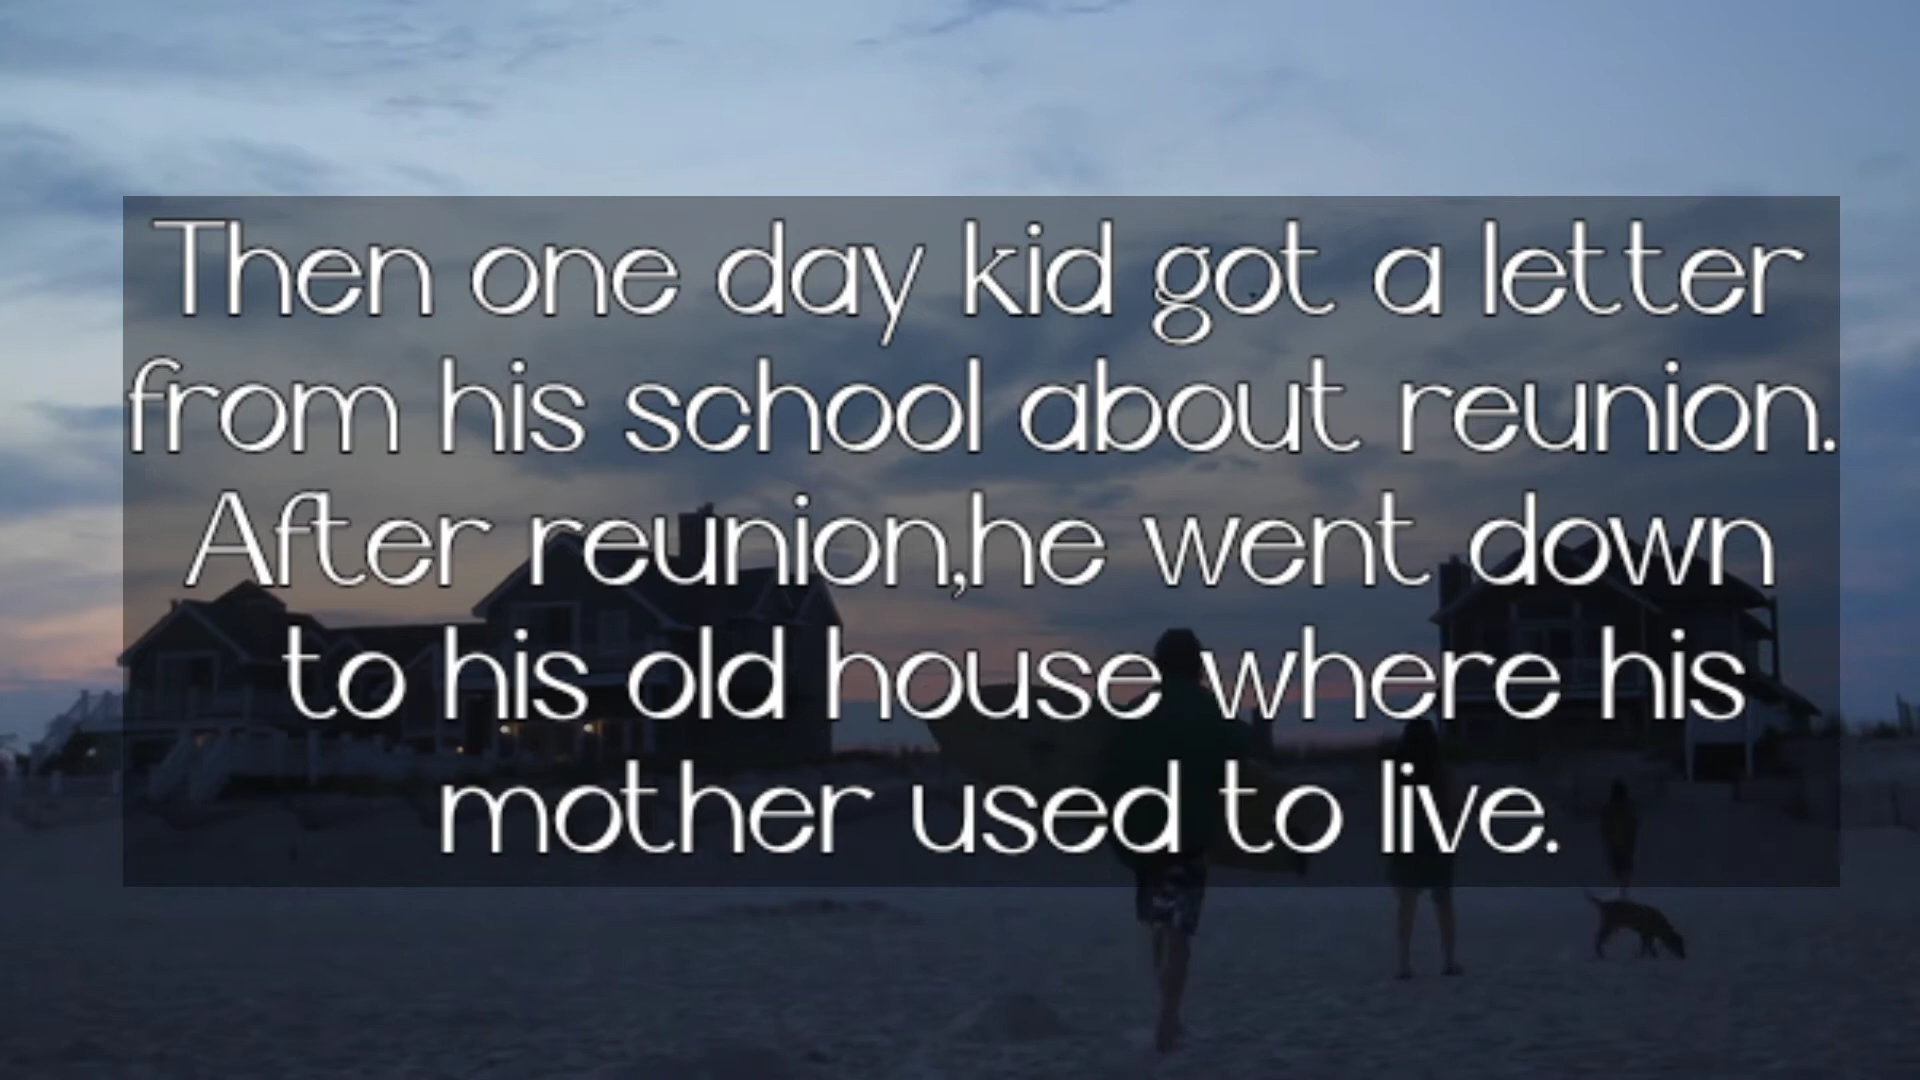 Then one day kid got a letter
from his school about reunion.
After reunion,he went down
to his old house where his
mother used to live.